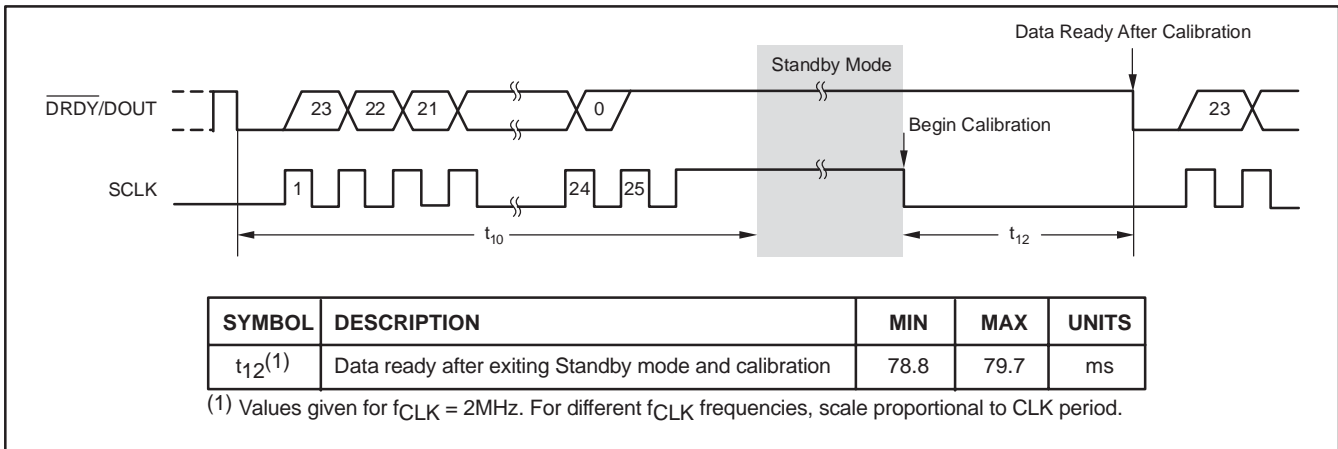 Data Ready After Calibration
Standby Mode
DRDY/DOUT 23 22 21 0 23
Begin Calibration
SCLK 1 24 25
t10 t12
SYMBOL DESCRIPTION MIN MAX UNITS
t12(1) Data ready after exiting Standby mode and calibration 78.8 79.7 ms
(1) Values given for fCLK = 2MHz. For different fCLK frequencies, scale proportional to CLK period.